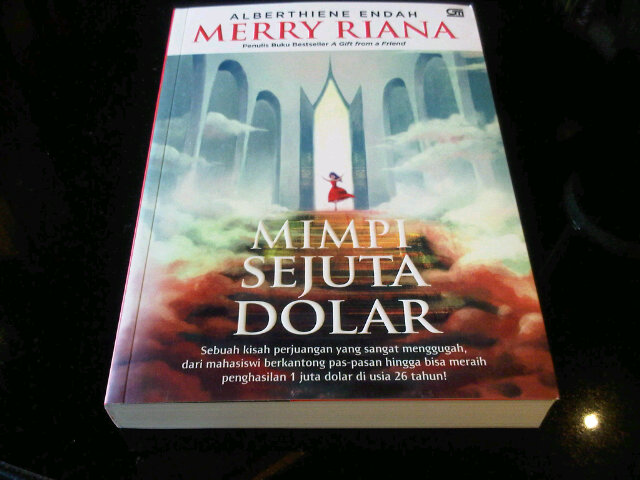 ALBERTHIENE ENDAH
MERRY RIANA
Penulis Buku Bestseller A Gift from a Friend
MIMPI
SEJUTA
DOLAR
Sebuah kisah perjuangan yang sangat menggugah,
dari mahasiswi berkantong pas-pasan hingga bisa meraih
penghasilan 1 juta dolar di usia 26 tahun!